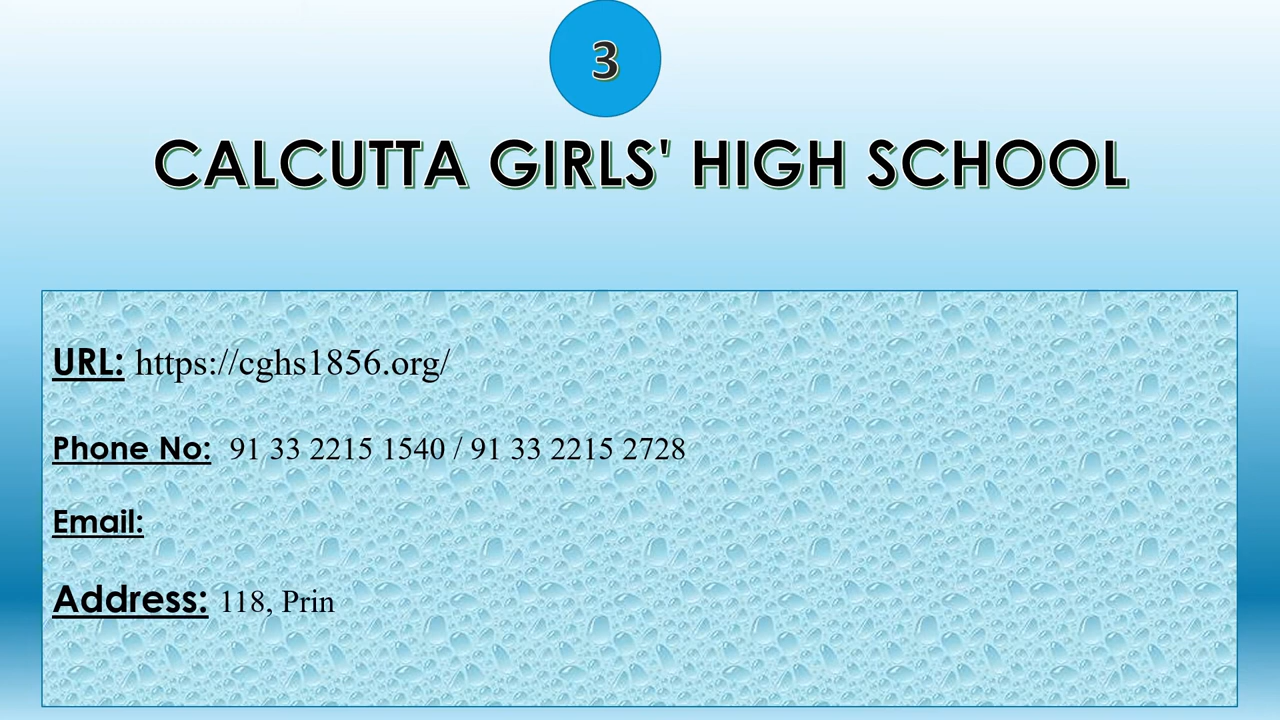 3
CALCUTTA GIRLS' HIGH SCHOOL
URL: https://cghs1856.org/
Phone No: 91 33 2215 1540 / 91 33 2215 2728
Email:
Address: 118, Prin